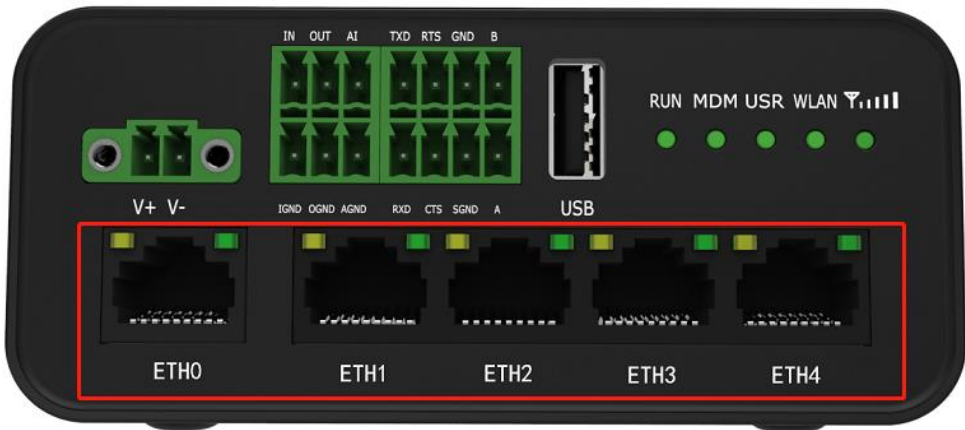 IN OUT AI TXD RTS GND B
RUN MDM USR WLAN
V+ V-
IGND OGND AGND RXD CTS SGND A
USB
ETH0 ETH1 ETH2 ETH3 ETH4